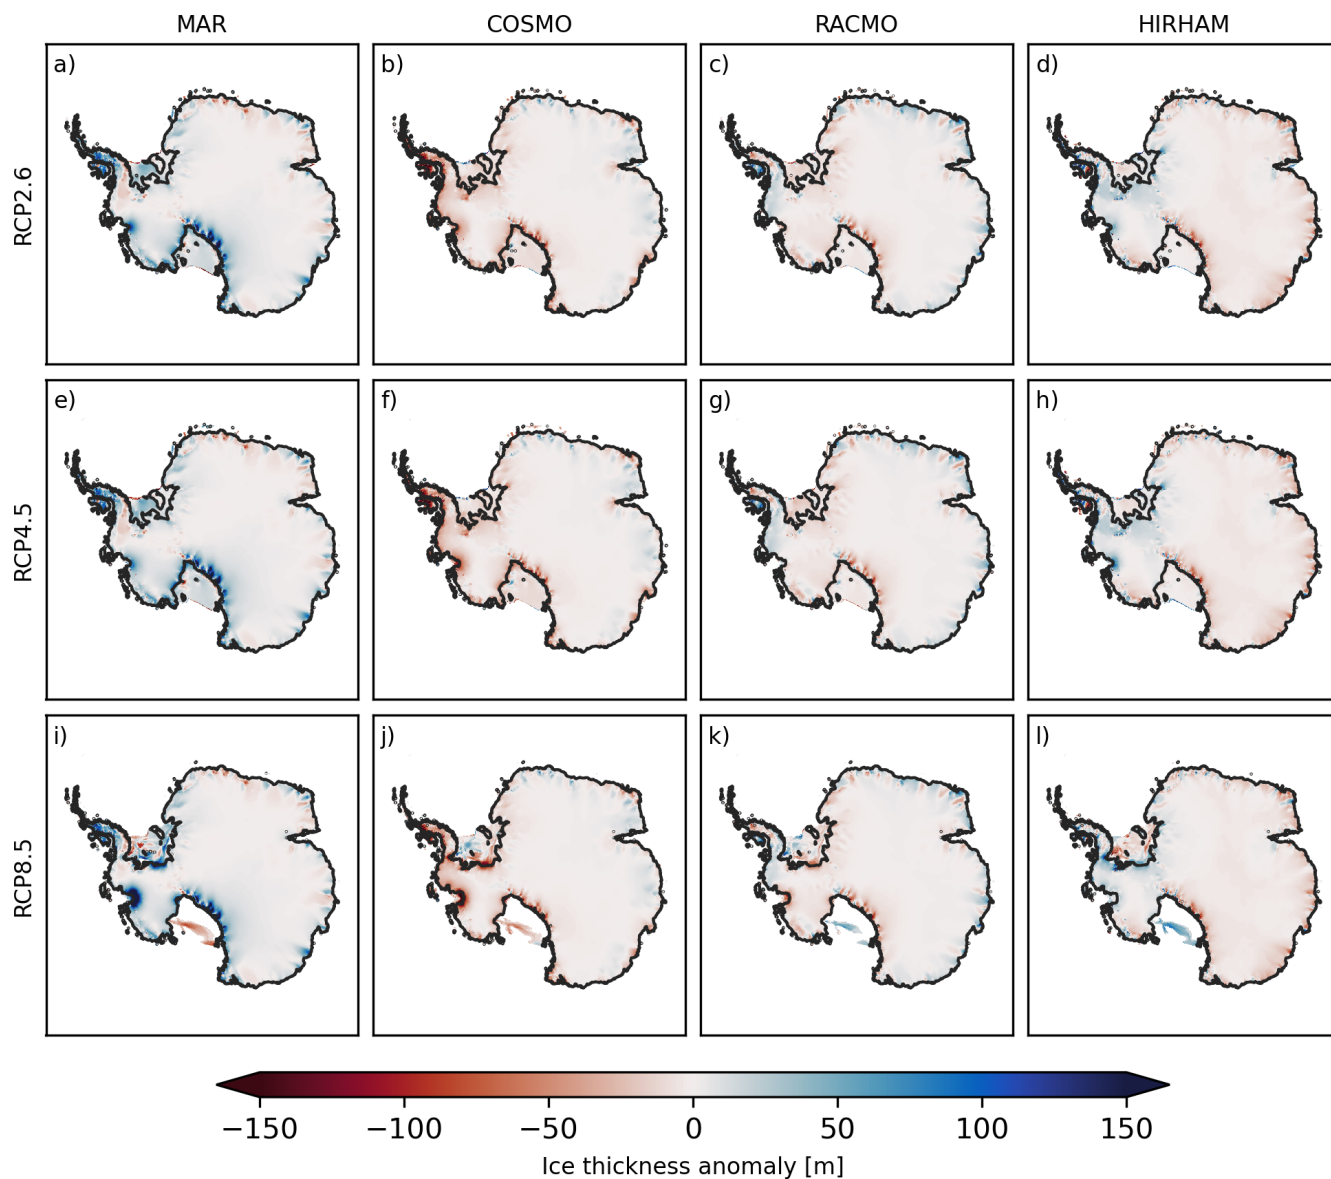 MAR COSMO RACMO HIRHAM
RCP2.6
a) b) c) d)
RCP4.5
e) f) g) h)
RCP8.5
i) j) k) l)
−150 −100 −50 0 50 100 150
Ice thickness anomaly [m]